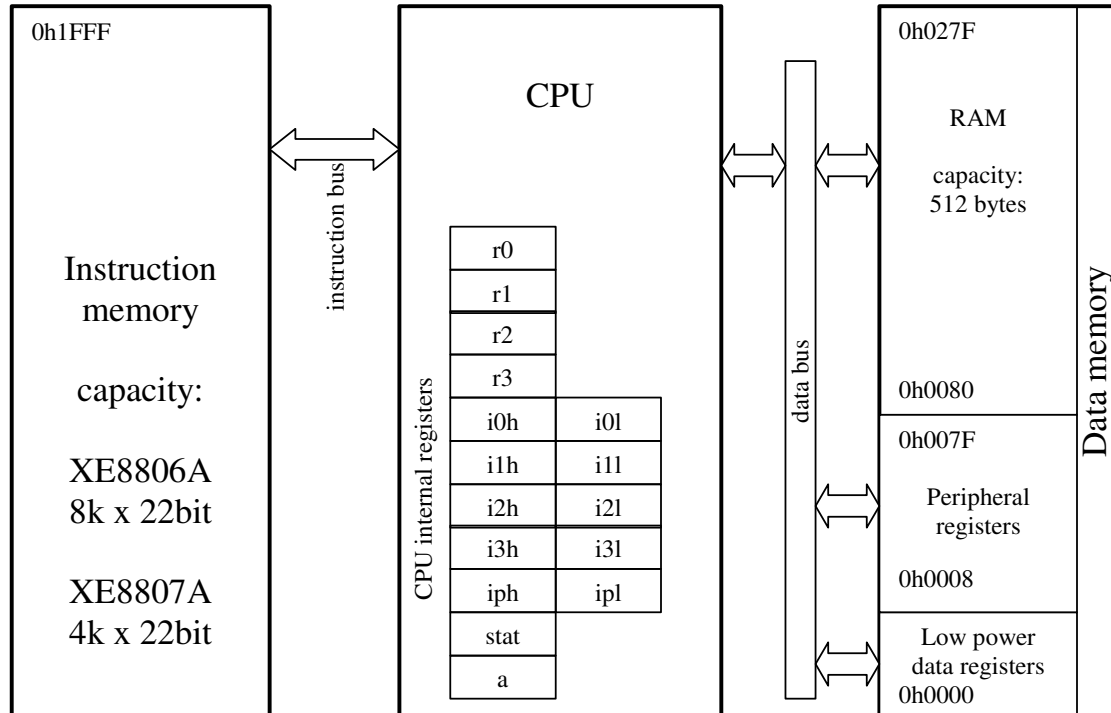 0h1FFF
Instruction
memory
capacity:
XE8806A
8k x 22bit
XE8807A
4k x 22bit
instruction bus
CPU
CPU internal registers
r0
r1
r2
r3
i0h i0l
i1h i1l
i2h i2l
i3h i3l
iph ipl
stat
a
data bus
0h027F
RAM
capacity:
512 bytes
0h0080
0h007F
Peripheral
registers
0h0008
Low power
data registers
0h0000
Data memory